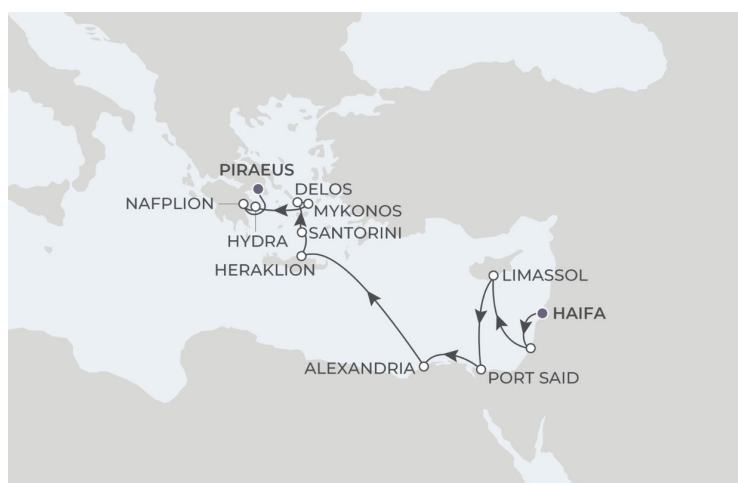 PIRAEUS
DELOS
NAFPLION
MYKONOS
SANTORINI
HYDRA
HERAKLION
LIMASSOL
HAIFA
ALEXANDRIA
PORT SAID